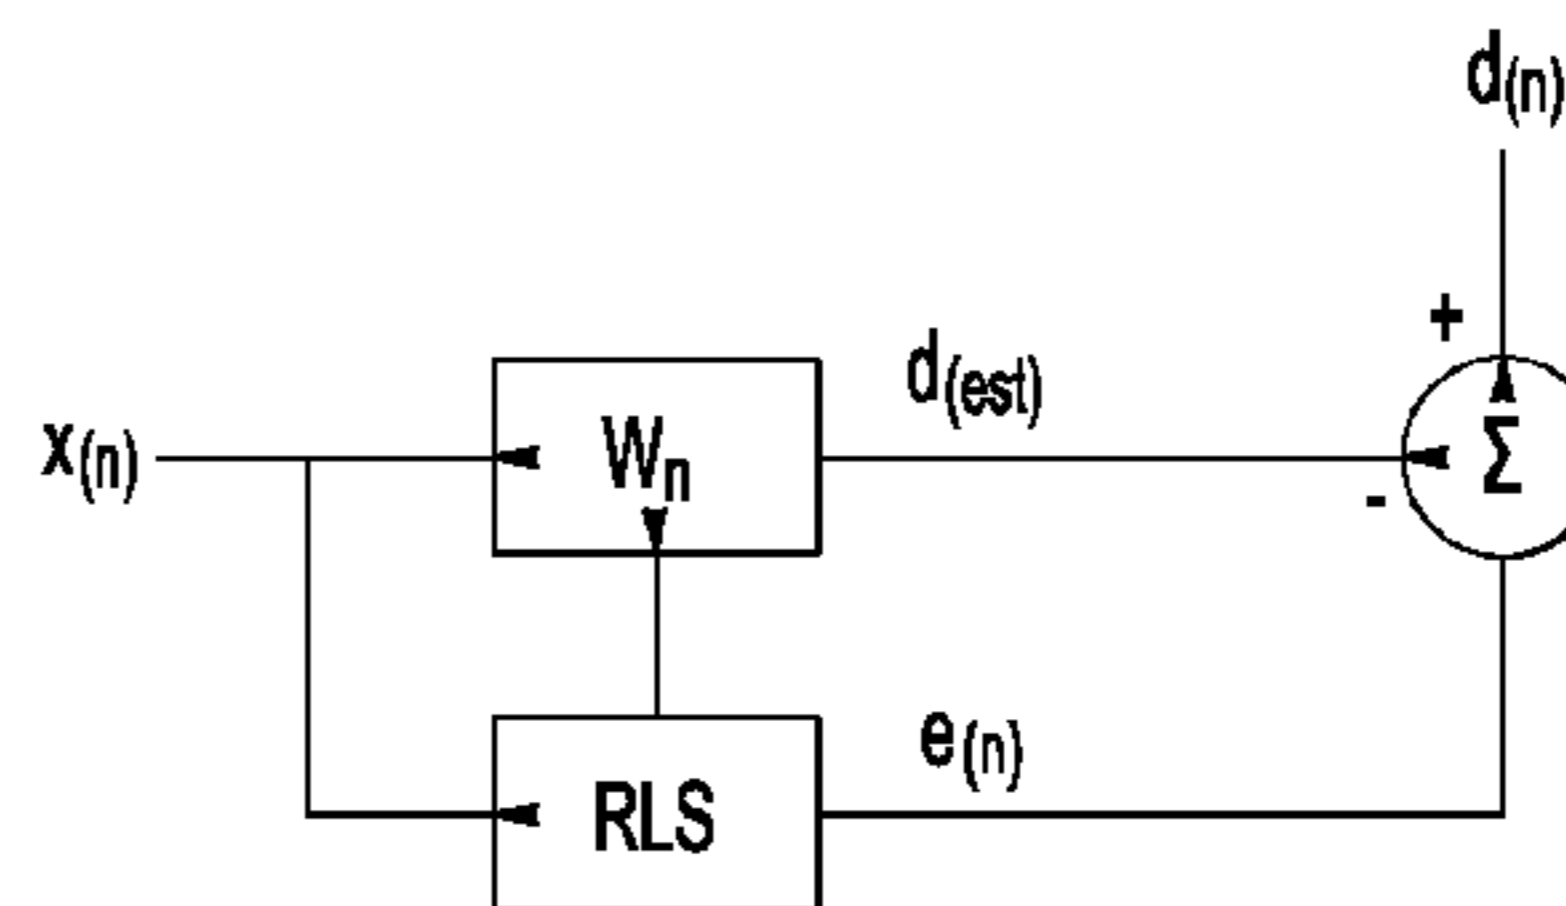 d(n)
+
d(est)
x(n)
Wn
Σ
-
e(n)
RLS